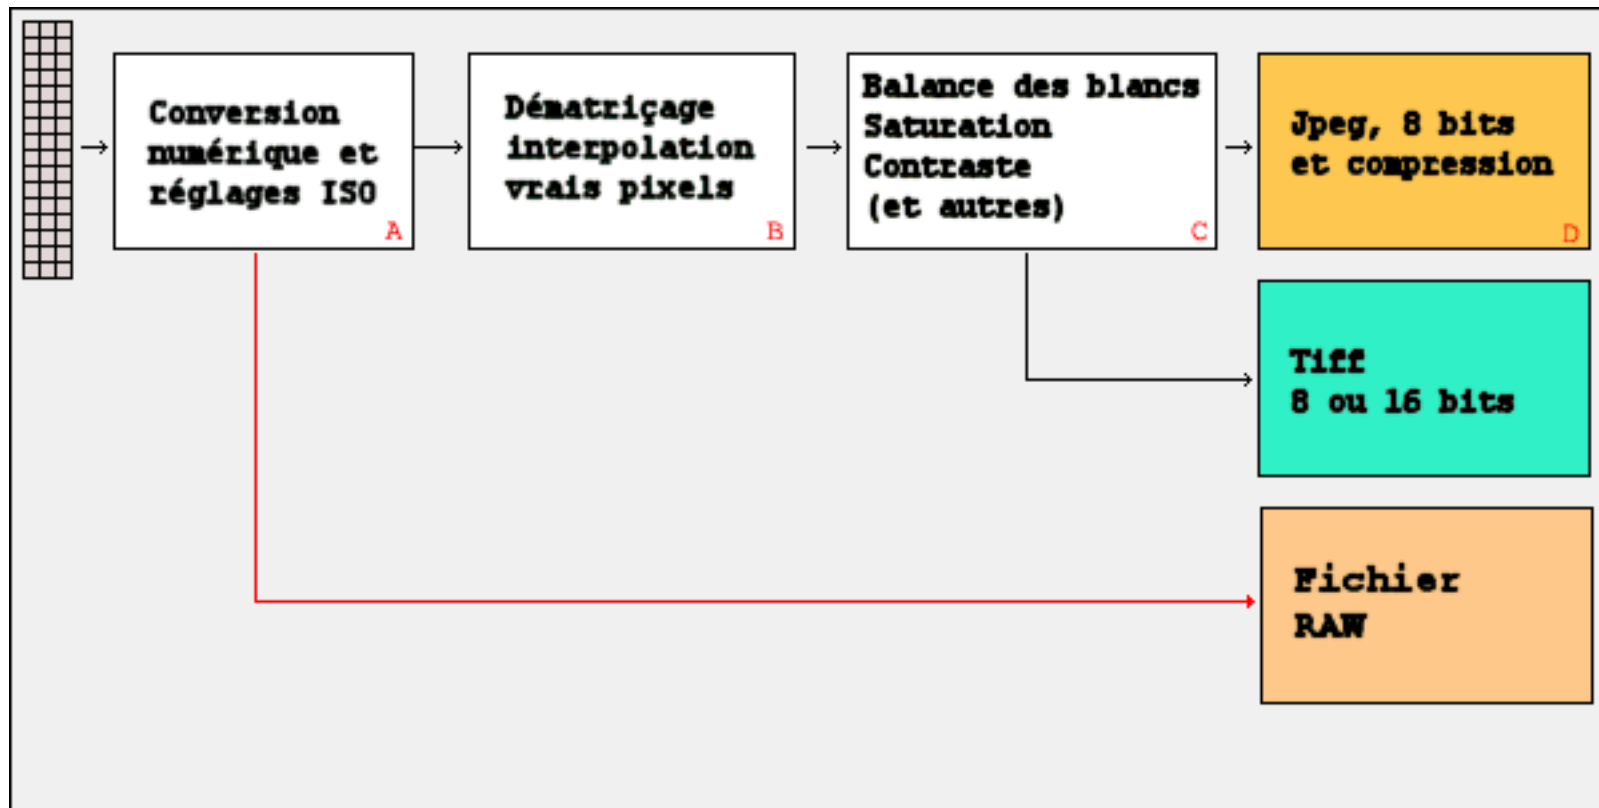 Conversion
numérique et
réglages ISO
A
Dématriçage
interpolation
vrais pixels
B
Balance des blancs
Saturation
Contraste
(et autres)
C
Jpeg, 8 bits
et compression
D
Tiff
8 ou 16 bits
Fichier
RAW